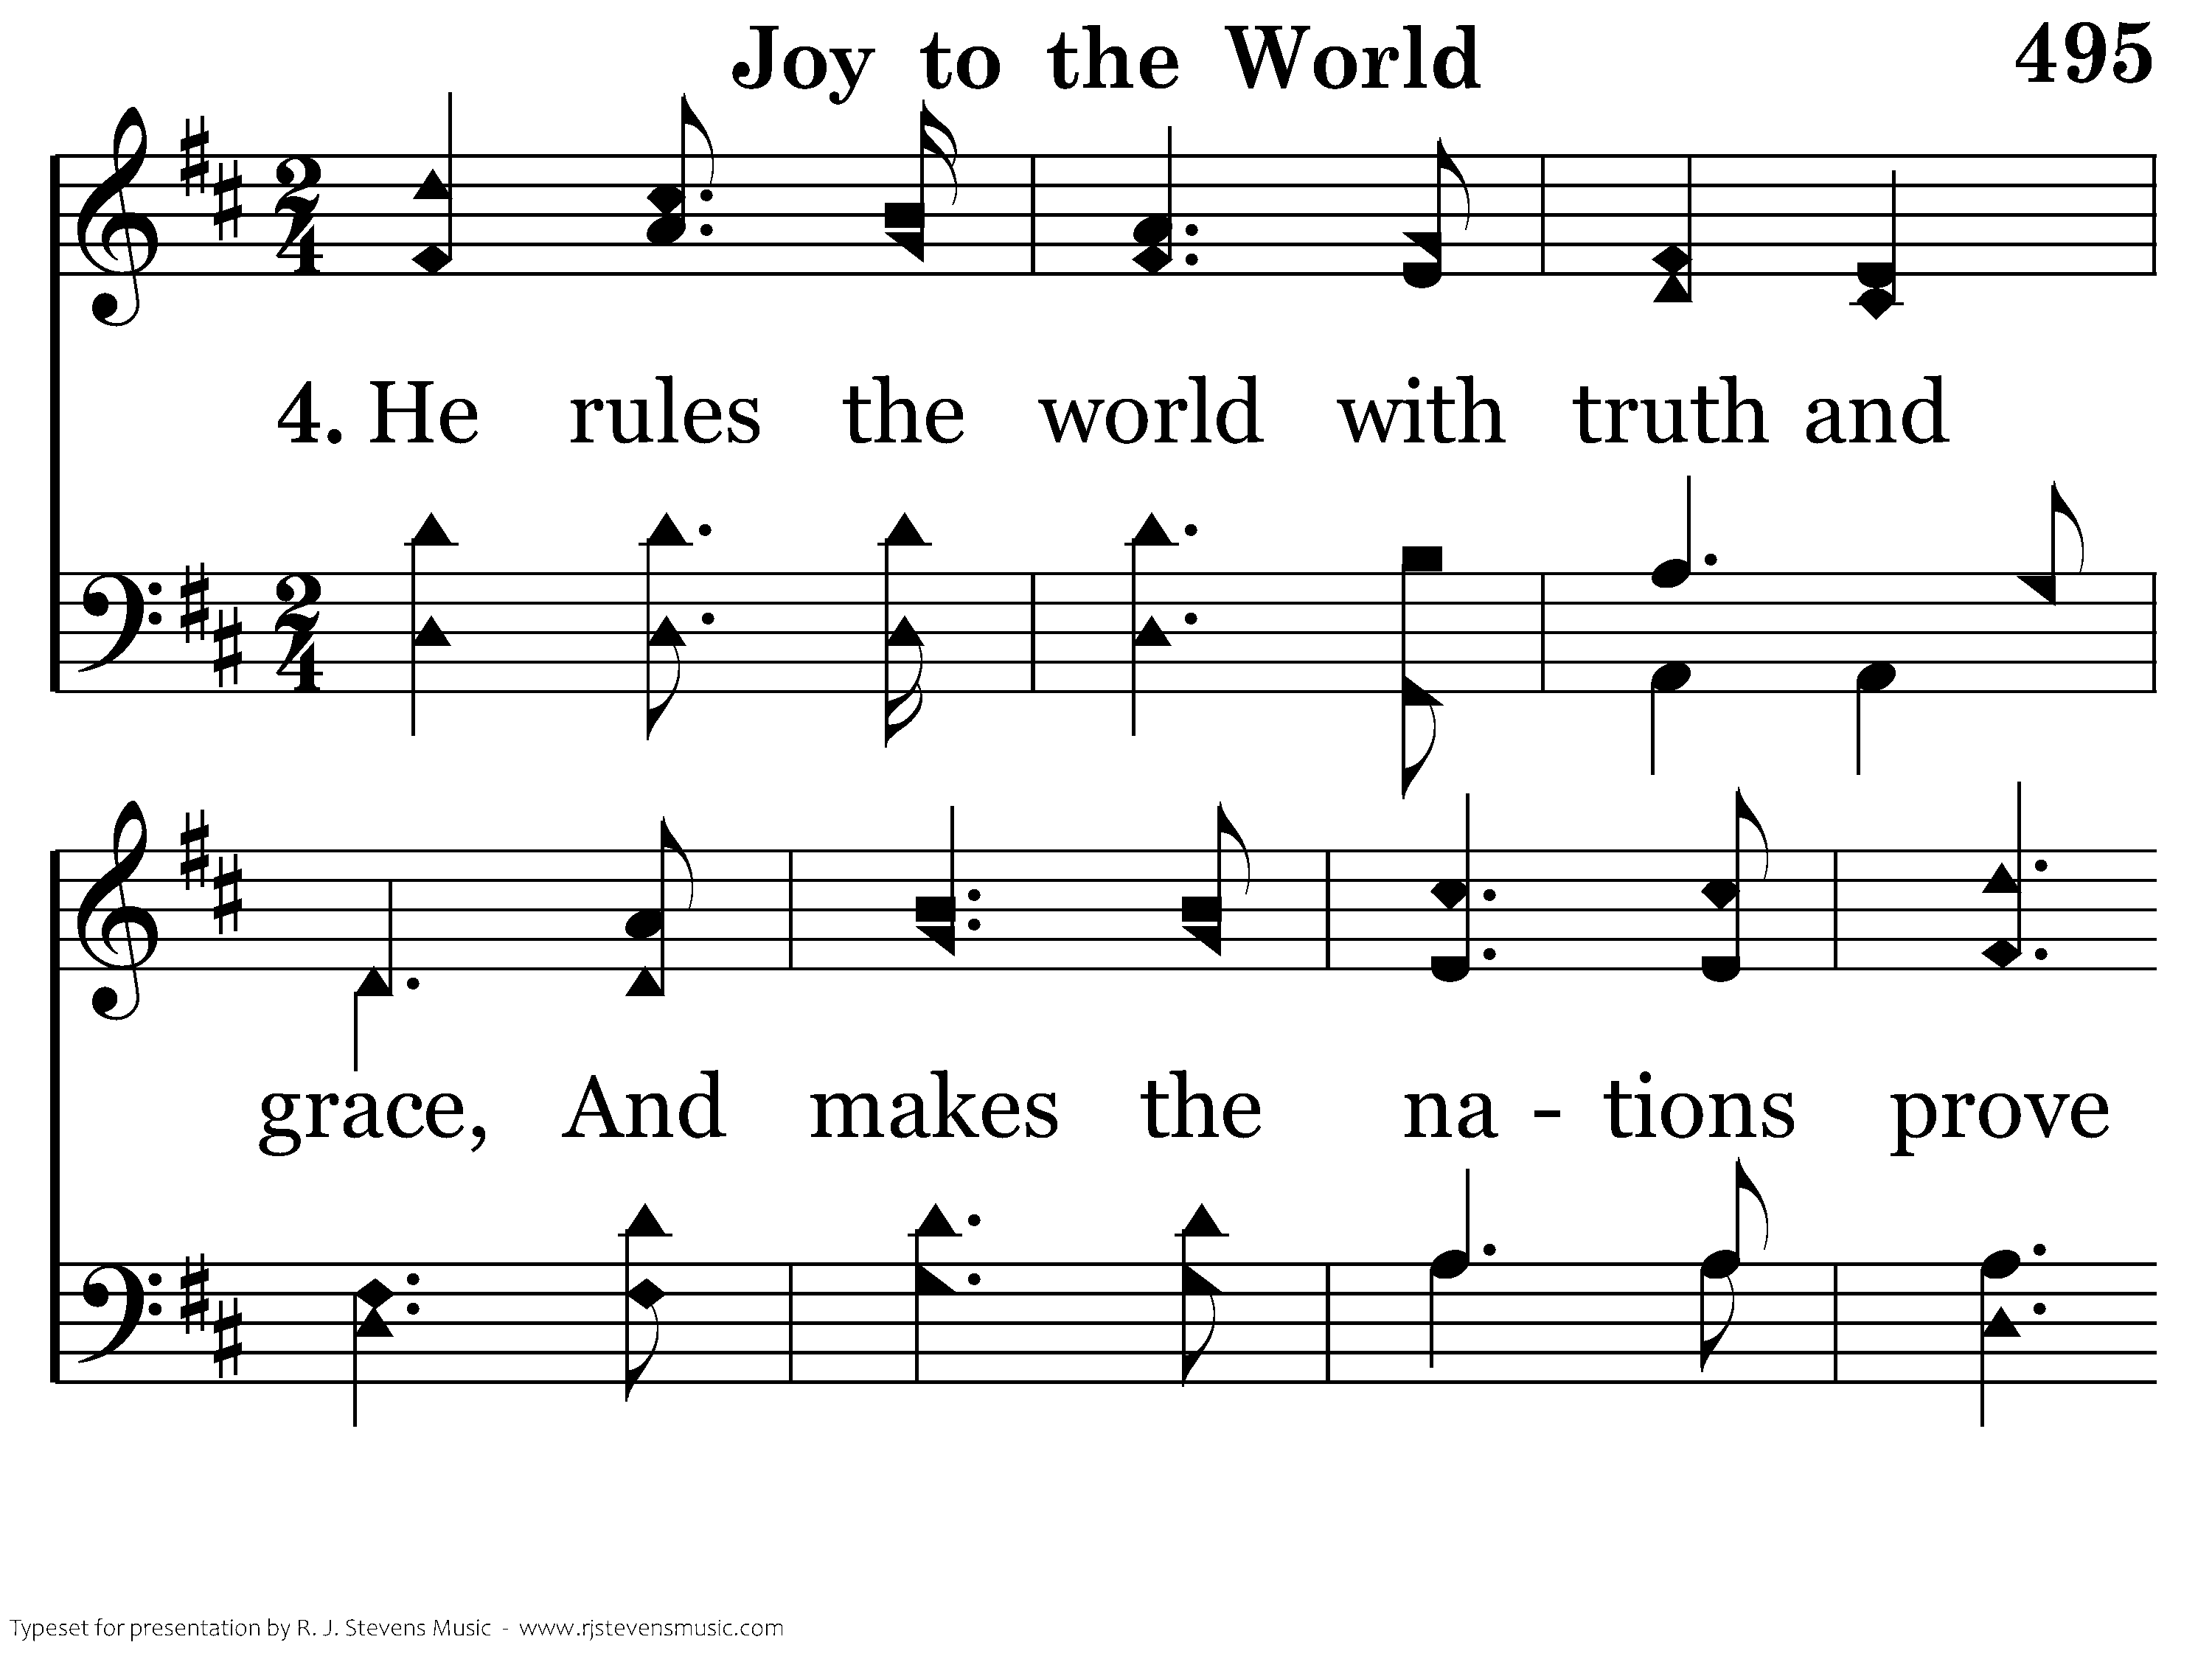 Joy to the World 495
4. He rules the world with truth and
grace, And makes the na - tions prove
Typeset for presentation by R. J. Stevens Music - www.rjstevensmusic.com